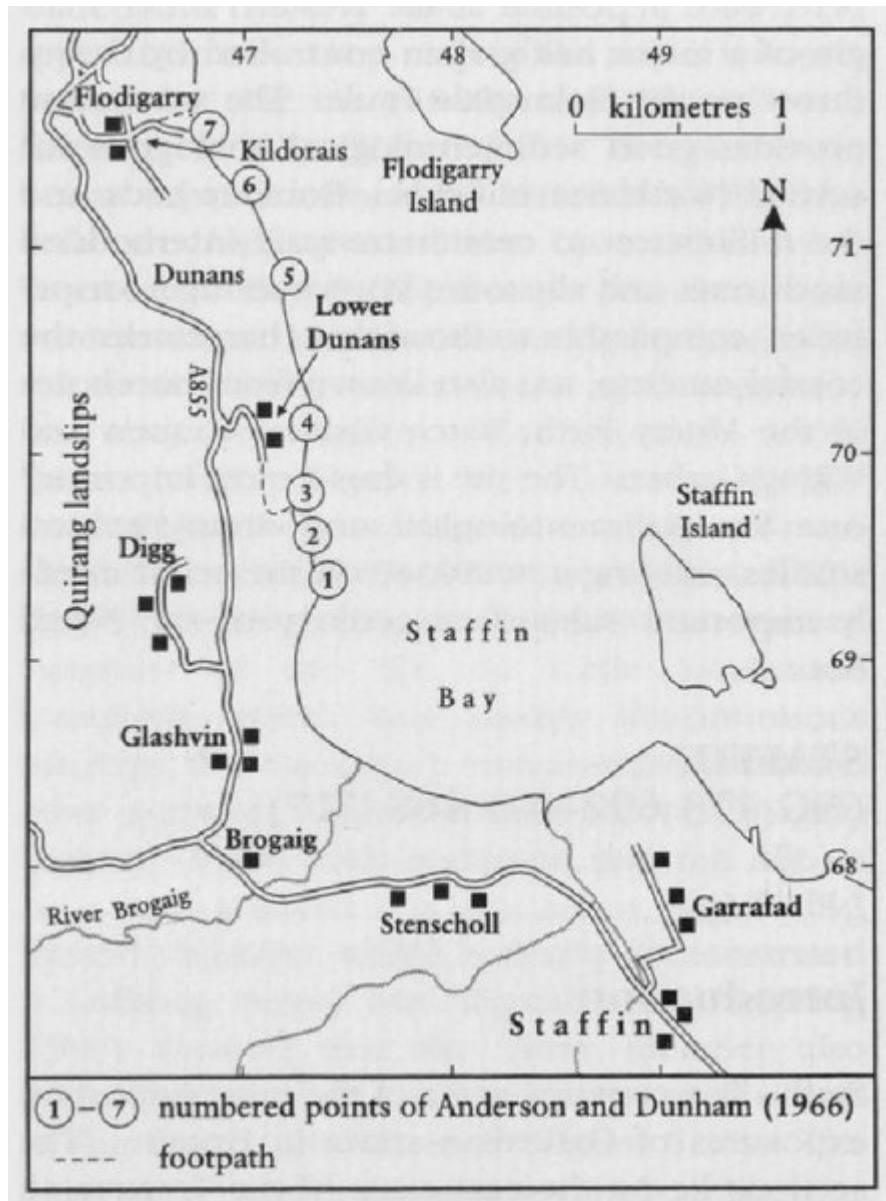 47
48
49
Flodigarry
7
0 kilometres 1
Kildorais
6
Flodigarry
Island
N
71
5
Dunans
Lower
Dunans
A855
4
70
Quirang landslips
3
Staffin
Island
2
Digg
1
Staffin
69
Bay
Glashvin
Brogaig
68
River Brogaig
Garrafad
Stenscholl
Staffin
1 – 7 numbered points of Anderson and Dunham (1966)
footpath